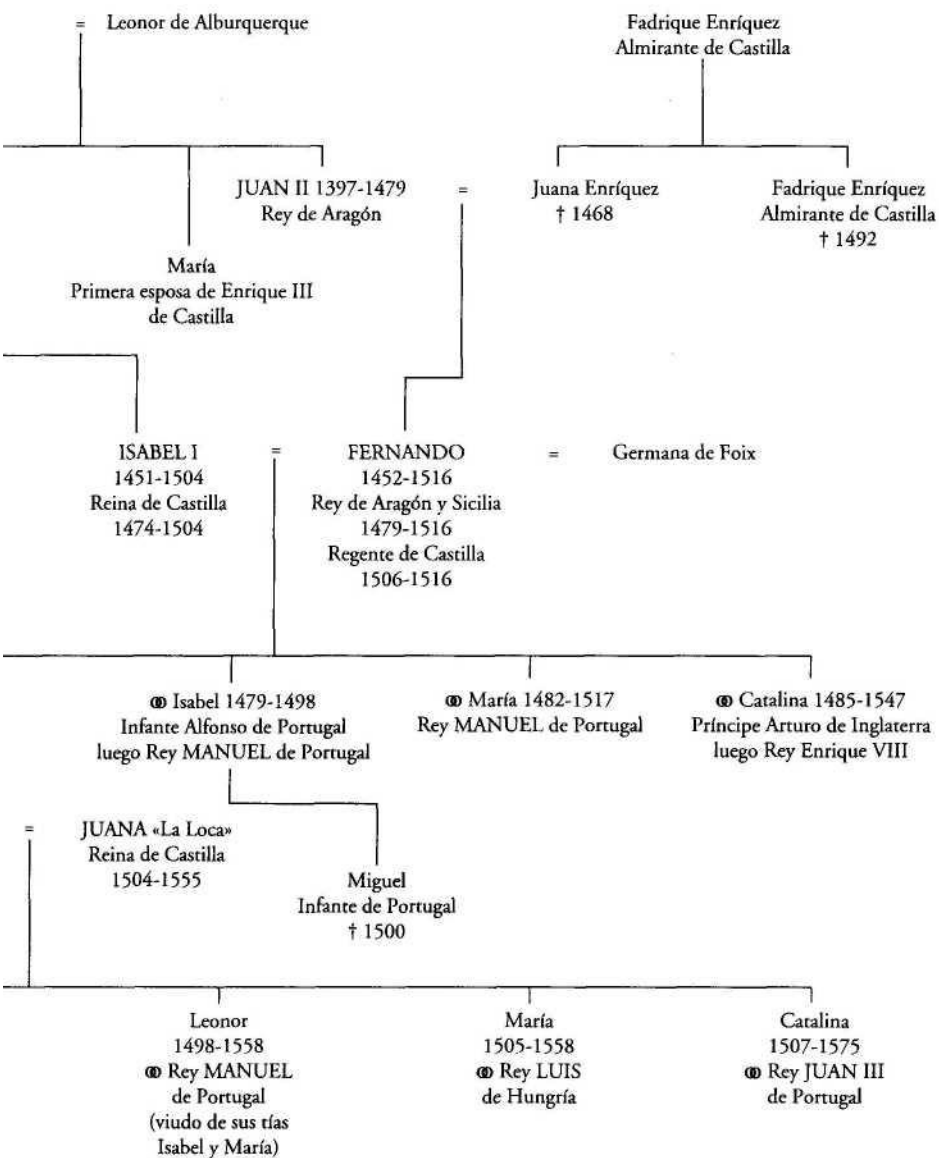 = Leonor de Alburquerque
Fadrique Enríquez
Almirante de Castilla
JUAN II 1397-1479
Rey de Aragón
=
Juana Enríquez
† 1468
Fadrique Enríquez
Almirante de Castilla
† 1492
María
Primera esposa de Enrique III
de Castilla
ISABEL I
1451-1504
Reina de Castilla
1474-1504
=
FERNANDO
1452-1516
Rey de Aragón y Sicilia
1479-1516
Regente de Castilla
1506-1516
=
Germana de Foix
⚭ Isabel 1479-1498
Infante Alfonso de Portugal
luego Rey MANUEL de Portugal
⚭ María 1482-1517
Rey MANUEL de Portugal
⚭ Catalina 1485-1547
Príncipe Arturo de Inglaterra
luego Rey Enrique VIII
= JUANA «La Loca»
Reina de Castilla
1504-1555
Miguel
Infante de Portugal
† 1500
Leonor
1498-1558
⚭ Rey MANUEL
de Portugal
(viudo de sus tías
Isabel y María)
María
1505-1558
⚭ Rey LUIS
de Hungría
Catalina
1507-1575
⚭ Rey JUAN III
de Portugal